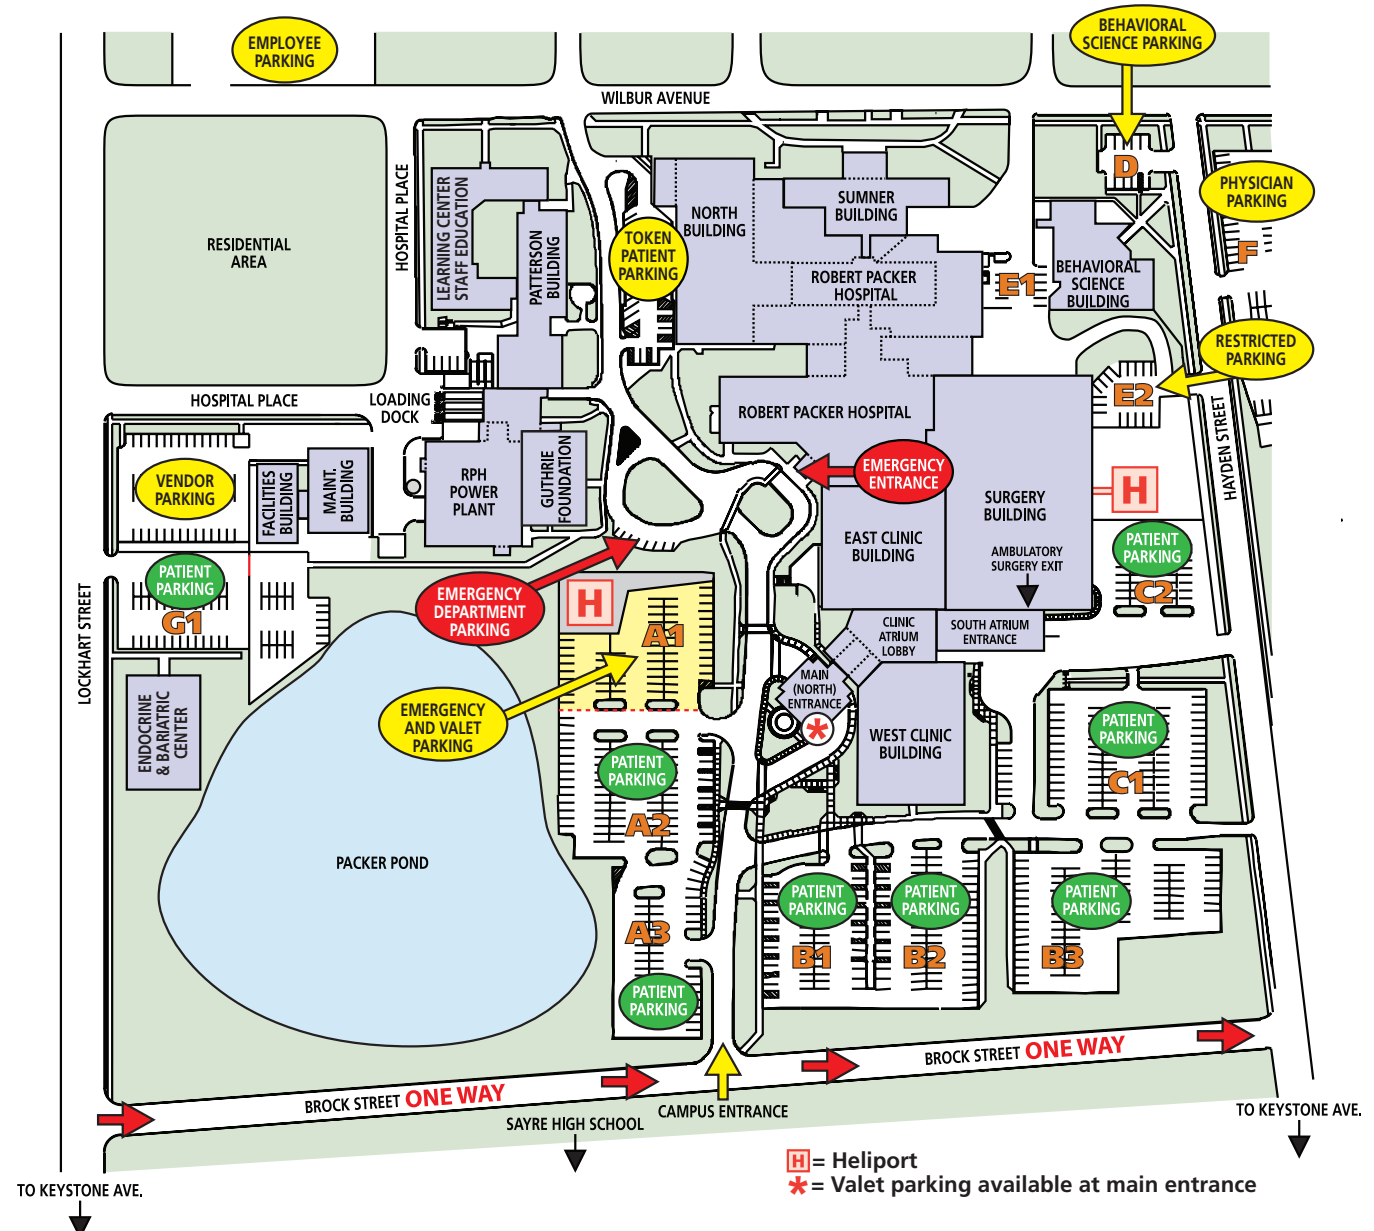 EMPLOYEE
PARKING
BEHAVIORAL
SCIENCE PARKING
WILBUR AVENUE
D
PHYSICIAN
PARKING
F
RESIDENTIAL
AREA
HOSPITAL PLACE
LEARNING CENTER
STAFF EDUCATION
PATTERSON
BUILDING
TOKEN
PATIENT
PARKING
NORTH
BUILDING
SUMNER
BUILDING
ROBERT PACKER
HOSPITAL
E1
BEHAVIORAL
SCIENCE
BUILDING
RESTRICTED
PARKING
E2
HAYDEN STREET
HOSPITAL PLACE
LOADING
DOCK
ROBERT PACKER HOSPITAL
EMERGENCY
ENTRANCE
VENDOR
PARKING
FACILITIES
BUILDING
MAINT.
BUILDING
RPH
POWER
PLANT
GUTHRIE
FOUNDATION
SURGERY
BUILDING
H
EAST CLINIC
BUILDING
AMBULATORY
SURGERY EXIT
PATIENT
PARKING
C2
LOCKHART STREET
PATIENT
PARKING
G1
EMERGENCY
DEPARTMENT
PARKING
H
A1
CLINIC
ATRIUM
LOBBY
SOUTH ATRIUM
ENTRANCE
ENDOCRINE
& BARIATRIC
CENTER
EMERGENCY
AND VALET
PARKING
MAIN
(NORTH)
ENTRANCE
*
WEST CLINIC
BUILDING
PATIENT
PARKING
C1
PATIENT
PARKING
A2
PACKER POND
A3
PATIENT
PARKING
PATIENT
PARKING
B1
PATIENT
PARKING
B2
PATIENT
PARKING
B3
BROCK STREET ONE WAY
BROCK STREET ONE WAY
CAMPUS ENTRANCE
SAYRE HIGH SCHOOL
TO KEYSTONE AVE.
TO KEYSTONE AVE.
H = Heliport
* = Valet parking available at main entrance